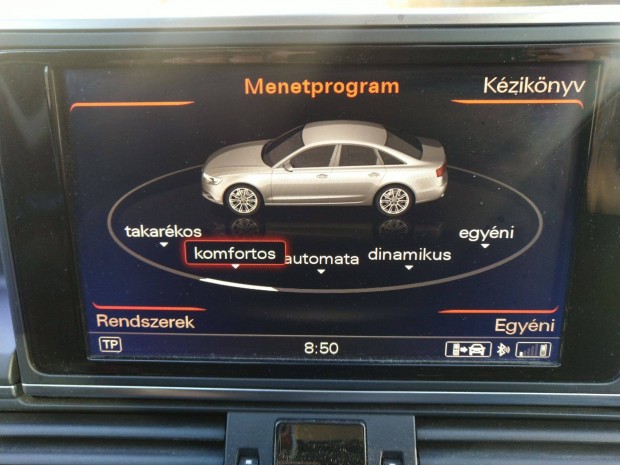 Menetprogram
Kézikönyv
takarékos
komfortos
automata
dinamikus
egyéni
Rendszerek
Egyéni
TP
8:50